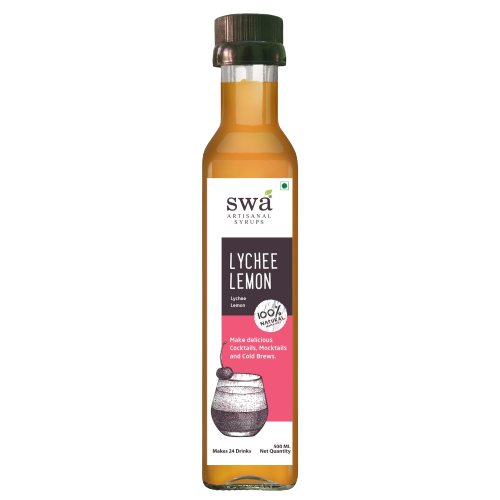 swa
ARTISANAL
SYRUPS
LYCHEE
LEMON
Lychee
Lemon
100%
NATURAL
Make delicious
Cocktails, Mocktails
and Cold Brews.
Makes 24 Drinks
500 ML
Net Quantity